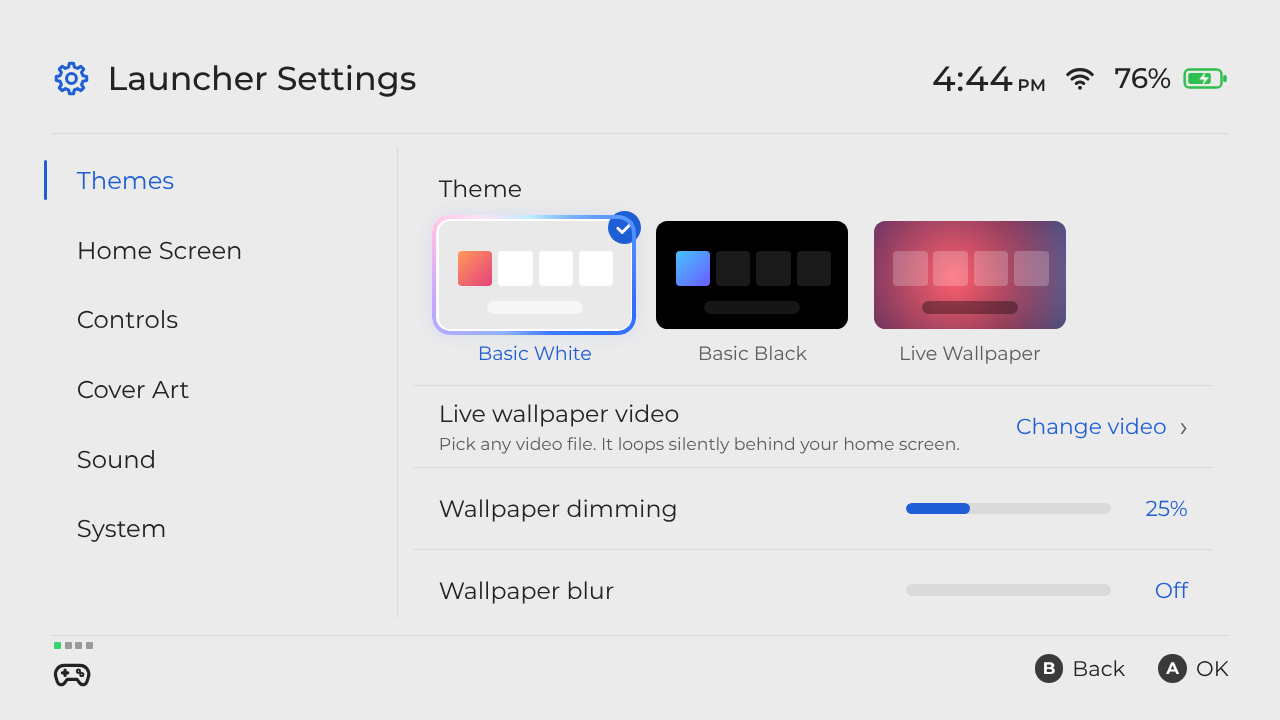 Launcher Settings
4:44 PM
76%
Themes
Home Screen
Controls
Cover Art
Sound
System
Theme
Basic White
Basic Black
Live Wallpaper
Live wallpaper video
Pick any video file. It loops silently behind your home screen.
Change video ›
Wallpaper dimming
25%
Wallpaper blur
Off
B Back
A OK